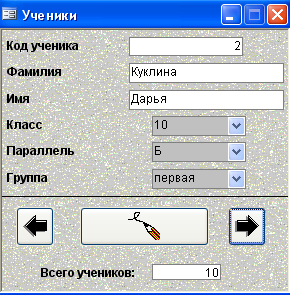 Ученики
Код ученика 2
Фамилия Куклина
Имя Дарья
Класс 10
Параллель Б
Группа первая
Всего учеников: 10